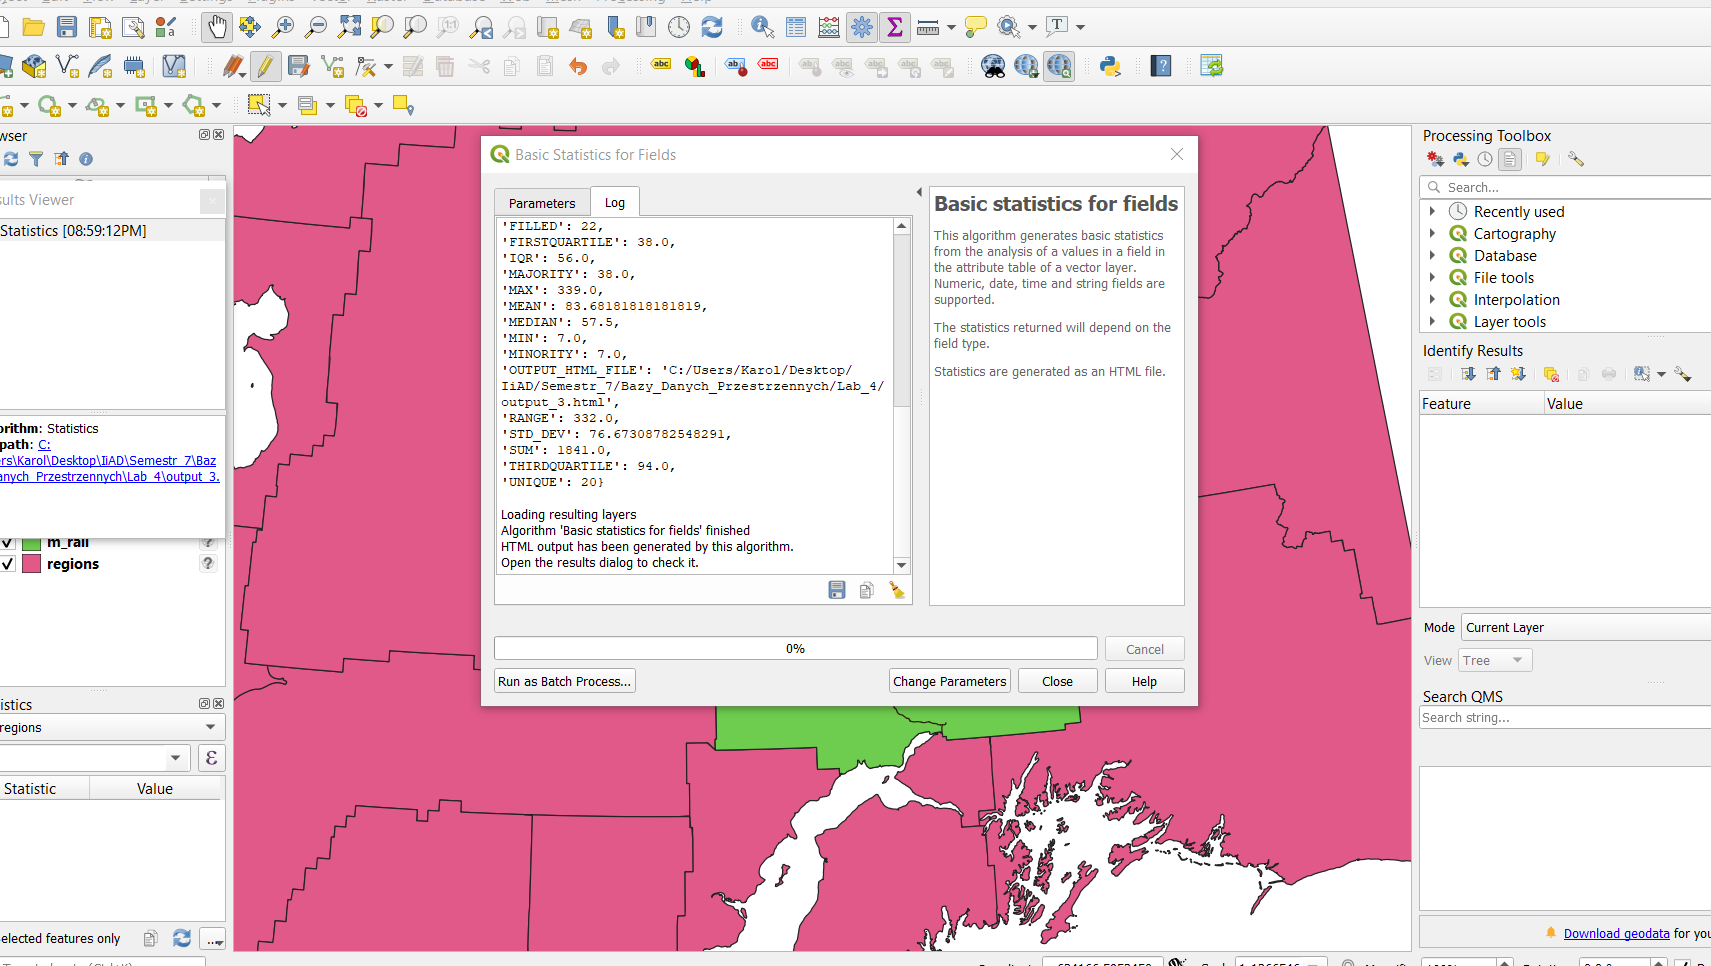 wser
sults Viewer
Statistics [08:59:12PM]
orithm: Statistics
path: C:
ers\Karol\Desktop\IiAD\Semestr_7\Baz
anych_Przestrzennych\Lab_4\output_3.
m_rail
regions
istics
regions
Statistic Value
elected features only
Basic Statistics for Fields
Parameters
Log
'FILLED': 22,
'FIRSTQUARTILE': 38.0,
'IQR': 56.0,
'MAJORITY': 38.0,
'MAX': 339.0,
'MEAN': 83.68181818181819,
'MEDIAN': 57.5,
'MIN': 7.0,
'MINORITY': 7.0,
'OUTPUT_HTML_FILE': 'C:/Users/Karol/Desktop/
IiAD/Semestr_7/Bazy_Danych_Przestrzennych/Lab_4/
output_3.html',
'RANGE': 332.0,
'STD_DEV': 76.67308782548291,
'SUM': 1841.0,
'THIRDQUARTILE': 94.0,
'UNIQUE': 20}
Loading resulting layers
Algorithm 'Basic statistics for fields' finished
HTML output has been generated by this algorithm.
Open the results dialog to check it.
Basic statistics for fields
This algorithm generates basic statistics
from the analysis of a values in a field in
the attribute table of a vector layer.
Numeric, date, time and string fields are
supported.
The statistics returned will depend on the
field type.
Statistics are generated as an HTML file.
0%
Cancel
Run as Batch Process...
Change Parameters
Close
Help
Processing Toolbox
Search...
Recently used
Cartography
Database
File tools
Interpolation
Layer tools
Identify Results
Feature Value
Mode Current Layer
View Tree
Search QMS
Search string...
Download geodata for you